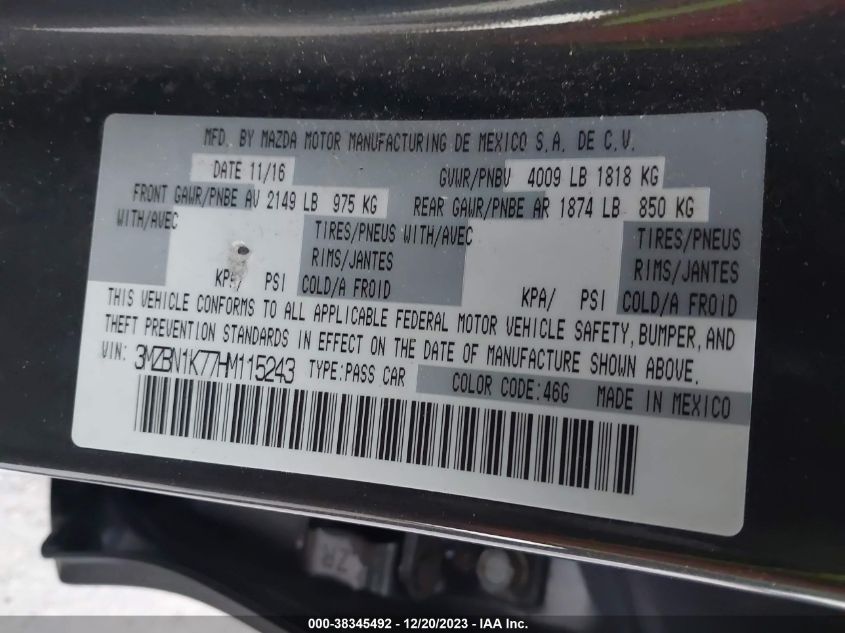 MFD. BY MAZDA MOTOR MANUFACTURING DE MEXICO S.A. DE C.V.
DATE 11/16 GVWR/PNBV 4009 LB 1818 KG
FRONT GAWR/PNBE AV 2149 LB 975 KG REAR GAWR/PNBE AR 1874 LB 850 KG
WITH/AVEC TIRES/PNEUS WITH/AVEC TIRES/PNEUS
RIMS/JANTES RIMS/JANTES
KPA/ PSI COLD/A FROID KPA/ PSI COLD/A FROID
THIS VEHICLE CONFORMS TO ALL APPLICABLE FEDERAL MOTOR VEHICLE SAFETY, BUMPER, AND
THEFT PREVENTION STANDARDS IN EFFECT ON THE DATE OF MANUFACTURE SHOWN ABOVE.
VIN: 3MZBN1K77HM115243 TYPE:PASS CAR COLOR CODE:46G MADE IN MEXICO
ZR
000-38345492 - 12/20/2023 - IAA Inc.